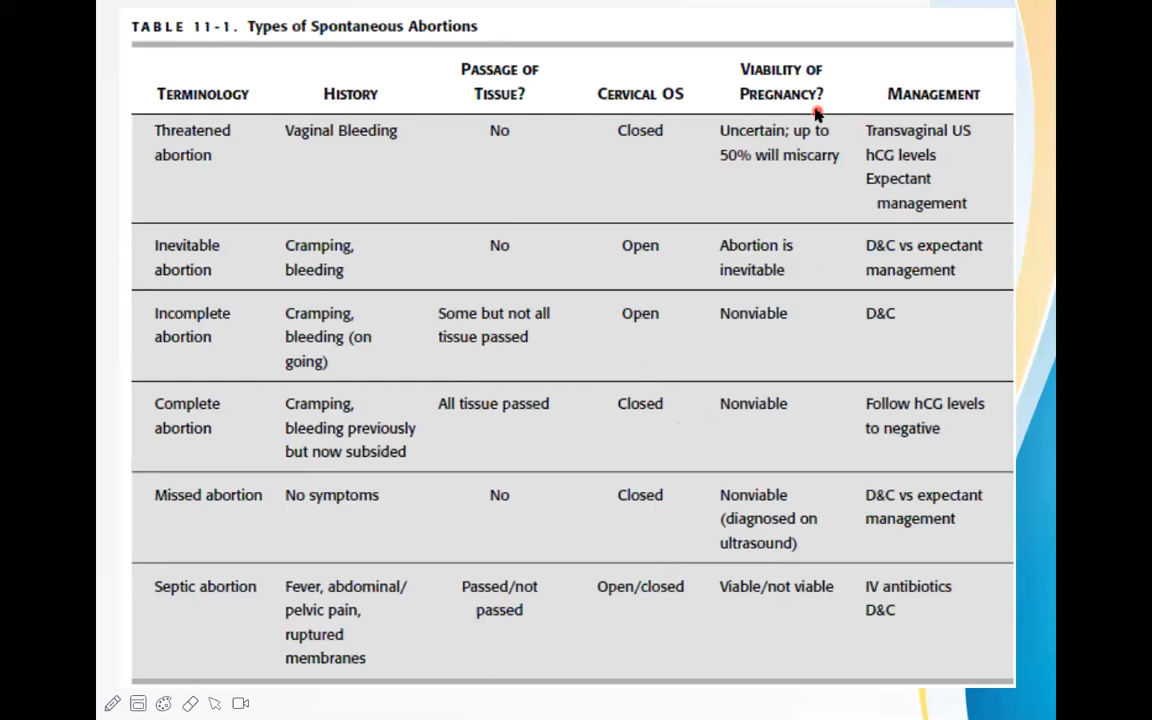 TABLE 11-1. Types of Spontaneous Abortions
TERMINOLOGY HISTORY PASSAGE OF TISSUE? CERVICAL OS VIABILITY OF PREGNANCY? MANAGEMENT
Threatened abortion
Vaginal Bleeding
No
Closed
Uncertain; up to
50% will miscarry
Transvaginal US
hCG levels
Expectant
management
Inevitable
abortion
Cramping,
bleeding
No
Open
Abortion is
inevitable
D&C vs expectant
management
Incomplete
abortion
Cramping,
bleeding (on
going)
Some but not all
tissue passed
Open
Nonviable
D&C
Complete
abortion
Cramping,
bleeding previously
but now subsided
All tissue passed
Closed
Nonviable
Follow hCG levels
to negative
Missed abortion
No symptoms
No
Closed
Nonviable
(diagnosed on
ultrasound)
D&C vs expectant
management
Septic abortion
Fever, abdominal/
pelvic pain,
ruptured
membranes
Passed/not
passed
Open/closed
Viable/not viable
IV antibiotics
D&C